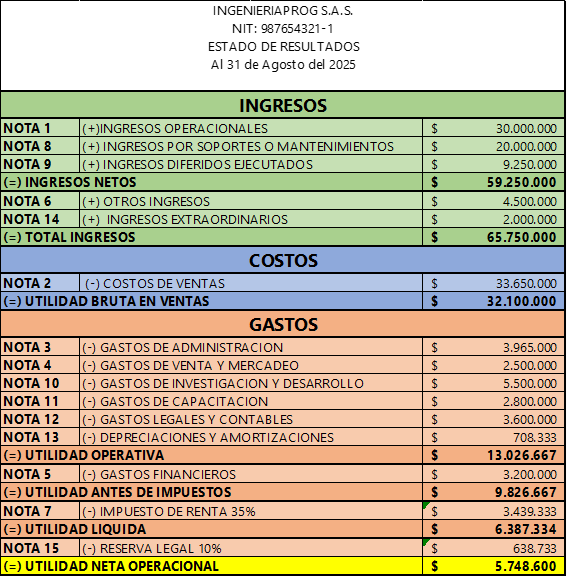 INGENIERIAPROG S.A.S.
NIT: 987654321-1
ESTADO DE RESULTADOS
Al 31 de Agosto del 2025
INGRESOS
NOTA 1 (+)INGRESOS OPERACIONALES $ 30.000.000
NOTA 8 (+) INGRESOS POR SOPORTES O MANTENIMIENTOS $ 20.000.000
NOTA 9 (+) INGRESOS DIFERIDOS EJECUTADOS $ 9.250.000
(=) INGRESOS NETOS $ 59.250.000
NOTA 6 (+) OTROS INGRESOS $ 4.500.000
NOTA 14 (+) INGRESOS EXTRAORDINARIOS $ 2.000.000
(=) TOTAL INGRESOS $ 65.750.000
COSTOS
NOTA 2 (-) COSTOS DE VENTAS $ 33.650.000
(=) UTILIDAD BRUTA EN VENTAS $ 32.100.000
GASTOS
NOTA 3 (-) GASTOS DE ADMINISTRACION $ 3.965.000
NOTA 4 (-) GASTOS DE VENTA Y MERCADEO $ 2.500.000
NOTA 10 (-) GASTOS DE INVESTIGACION Y DESARROLLO $ 5.500.000
NOTA 11 (-) GASTOS DE CAPACITACION $ 2.800.000
NOTA 12 (-) GASTOS LEGALES Y CONTABLES $ 3.600.000
NOTA 13 (-) DEPRECIACIONES Y AMORTIZACIONES $ 708.333
(=) UTILIDAD OPERATIVA $ 13.026.667
NOTA 5 (-) GASTOS FINANCIEROS $ 3.200.000
(=) UTILIDAD ANTES DE IMPUESTOS $ 9.826.667
NOTA 7 (-) IMPUESTO DE RENTA 35% $ 3.439.333
(=) UTILIDAD LIQUIDA $ 6.387.334
NOTA 15 (-) RESERVA LEGAL 10% $ 638.733
(=) UTILIDAD NETA OPERACIONAL $ 5.748.600